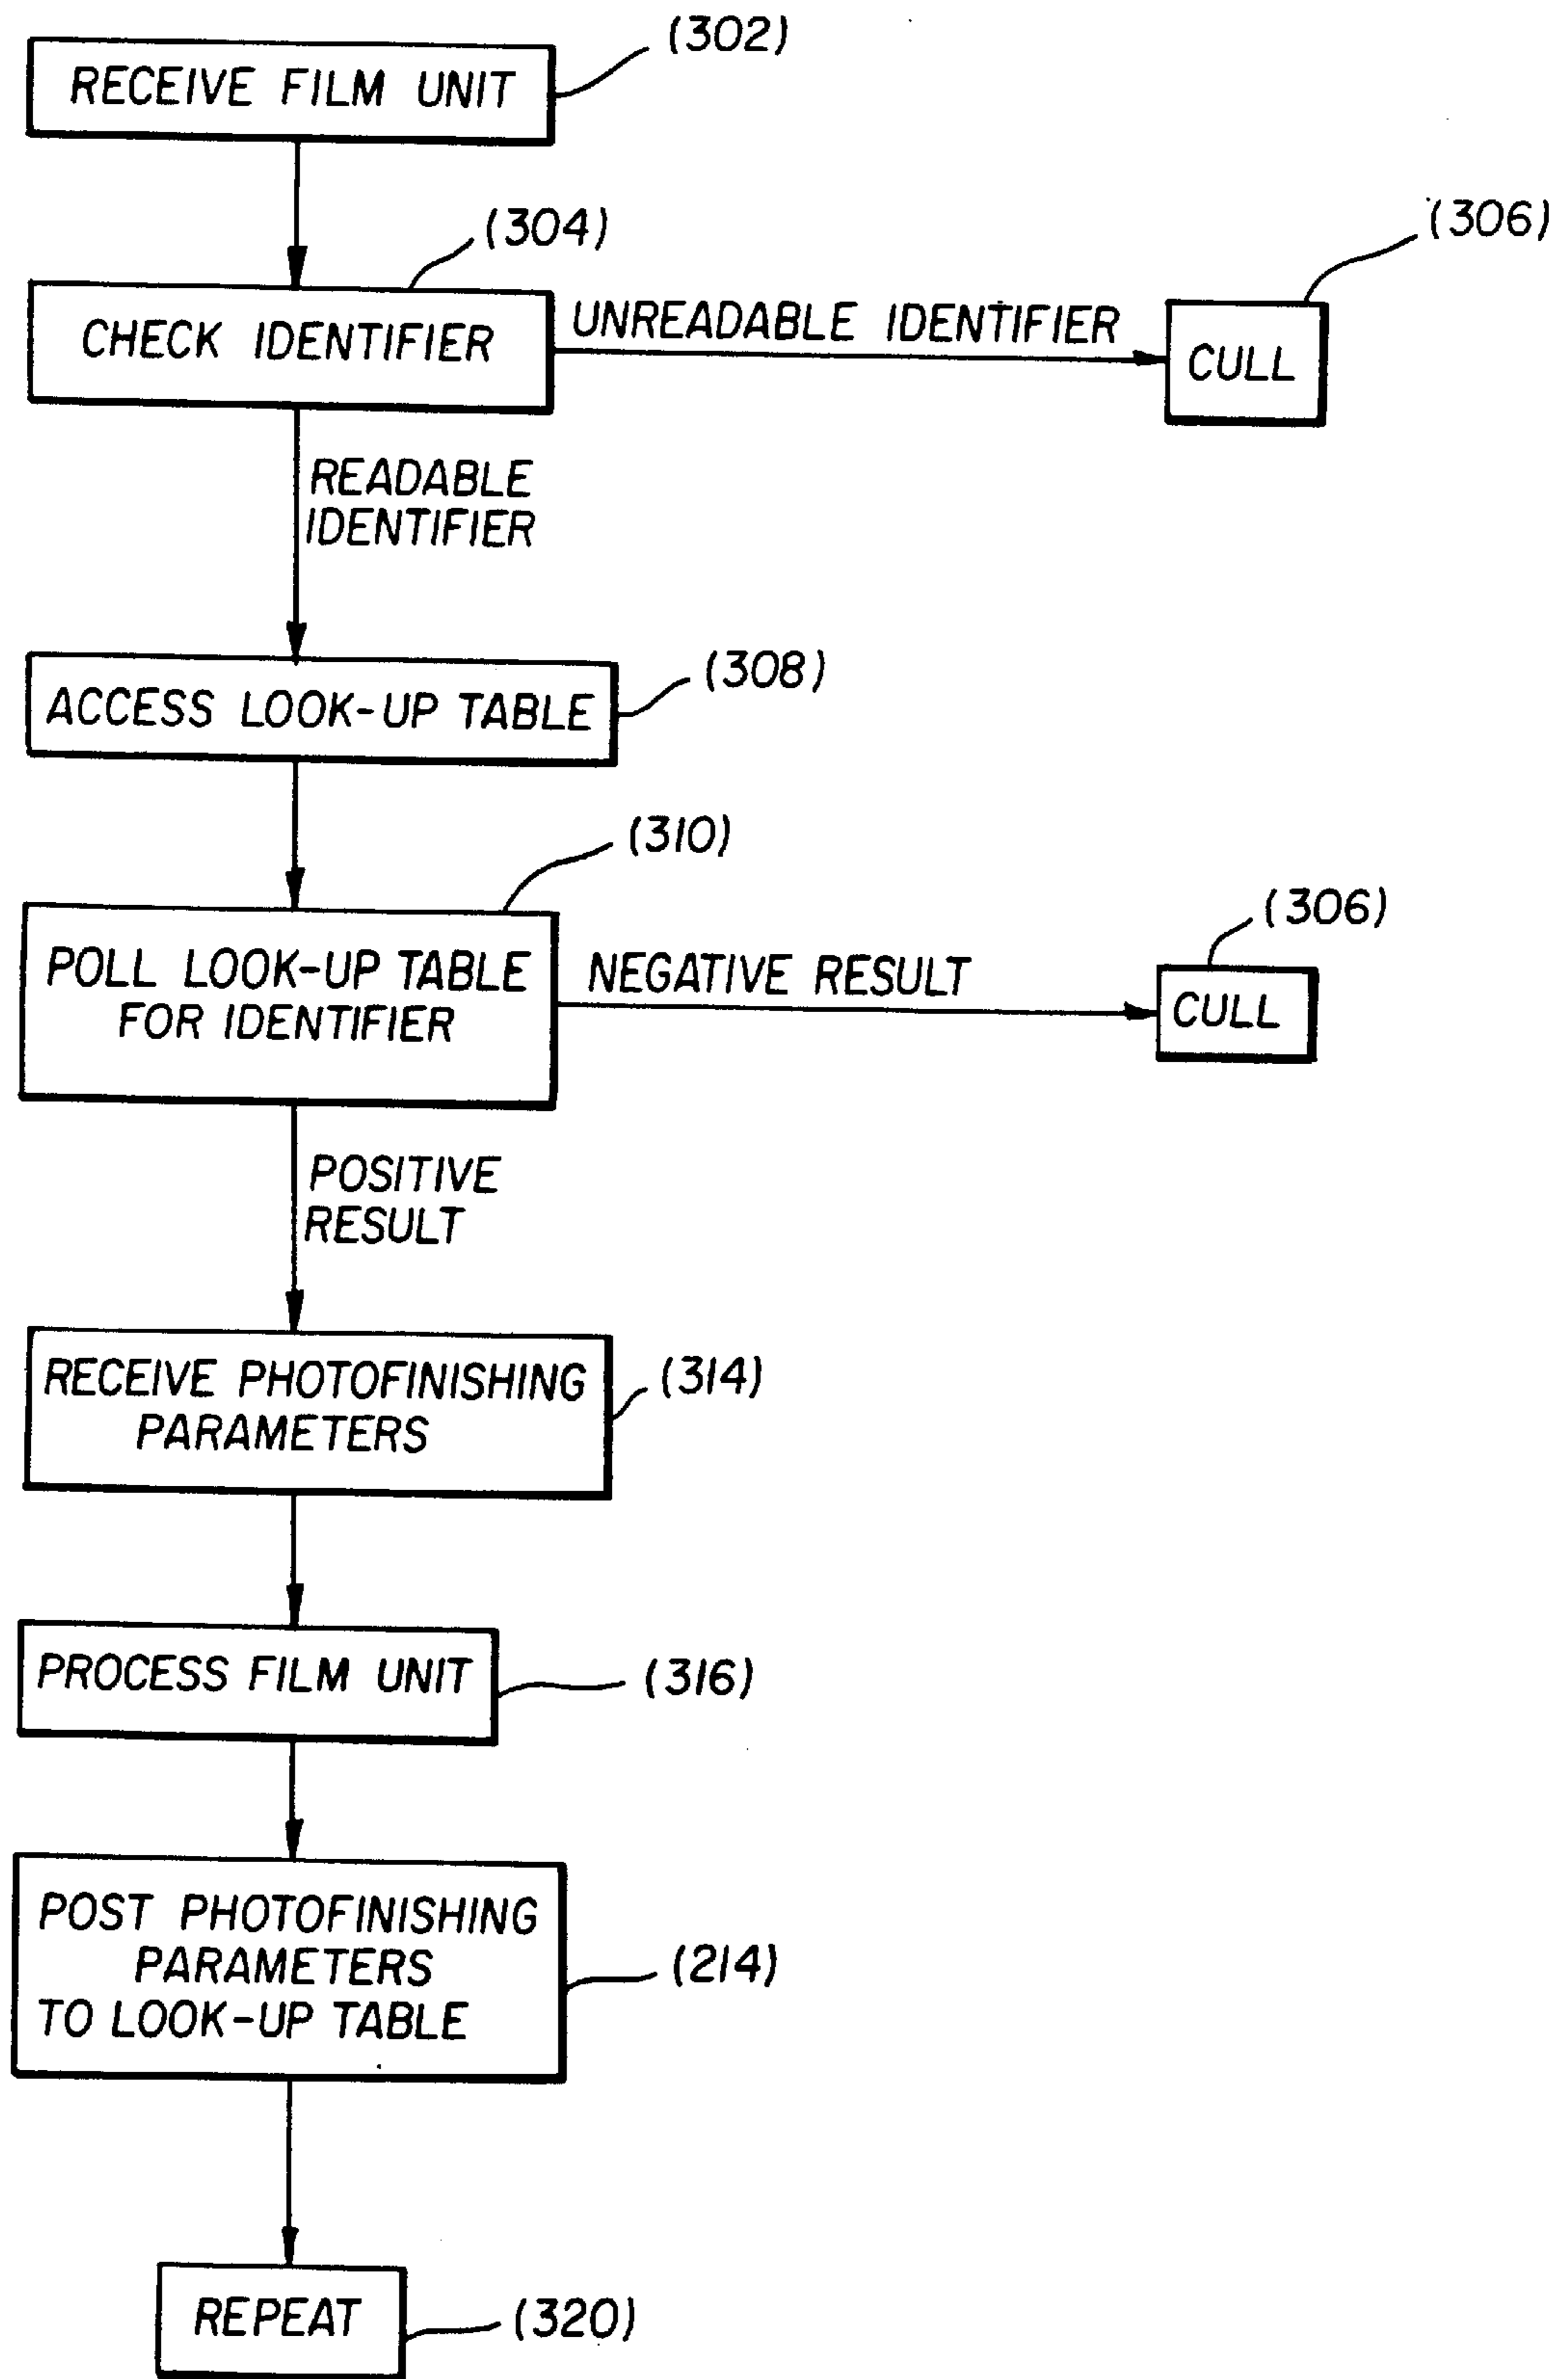 (302)
RECEIVE FILM UNIT
(304)
(306)
CHECK IDENTIFIER
UNREADABLE IDENTIFIER
CULL
READABLE
IDENTIFIER
(308)
ACCESS LOOK-UP TABLE
(310)
(306)
POLL LOOK-UP TABLE
FOR IDENTIFIER
NEGATIVE RESULT
CULL
POSITIVE
RESULT
RECEIVE PHOTOFINISHING
PARAMETERS
(314)
PROCESS FILM UNIT
(316)
POST PHOTOFINISHING
PARAMETERS
TO LOOK-UP TABLE
(214)
REPEAT
(320)